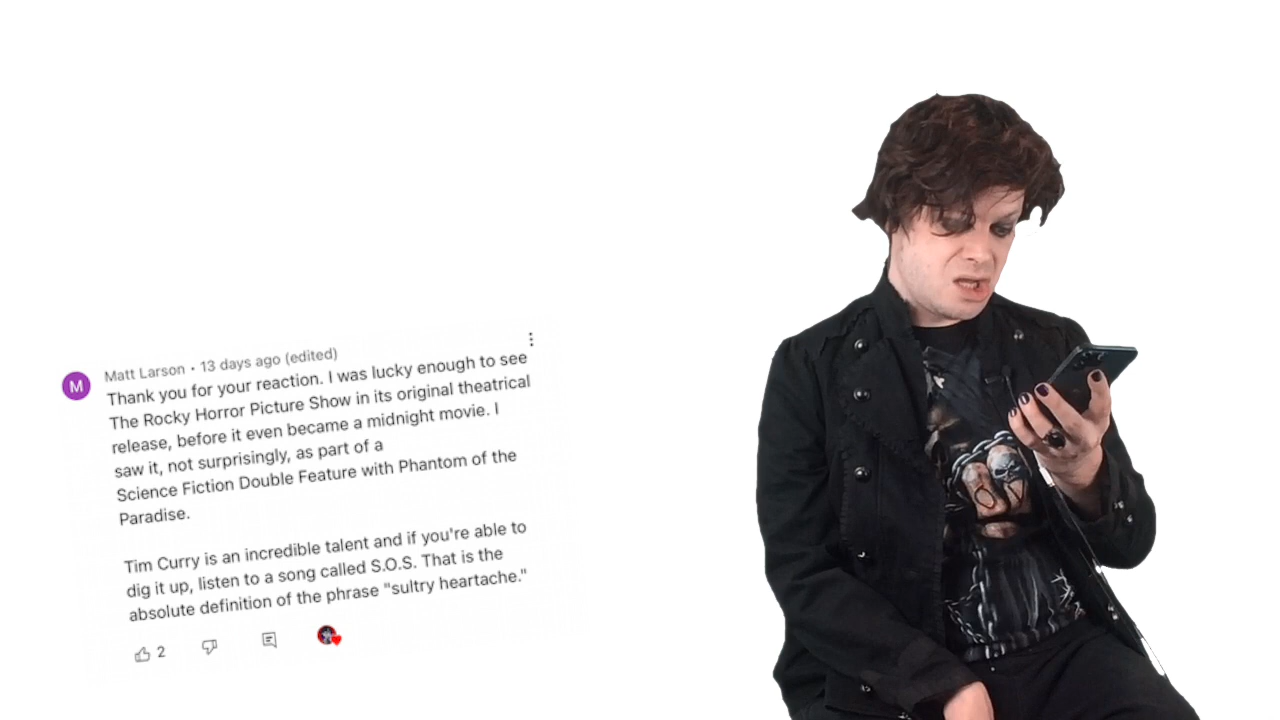 M
Matt Larson • 13 days ago (edited)
Thank you for your reaction. I was lucky enough to see
The Rocky Horror Picture Show in its original theatrical
release, before it even became a midnight movie. I
saw it, not surprisingly, as part of a
Science Fiction Double Feature with Phantom of the
Paradise.
Tim Curry is an incredible talent and if you're able to
dig it up, listen to a song called S.O.S. That is the
absolute definition of the phrase "sultry heartache."
2